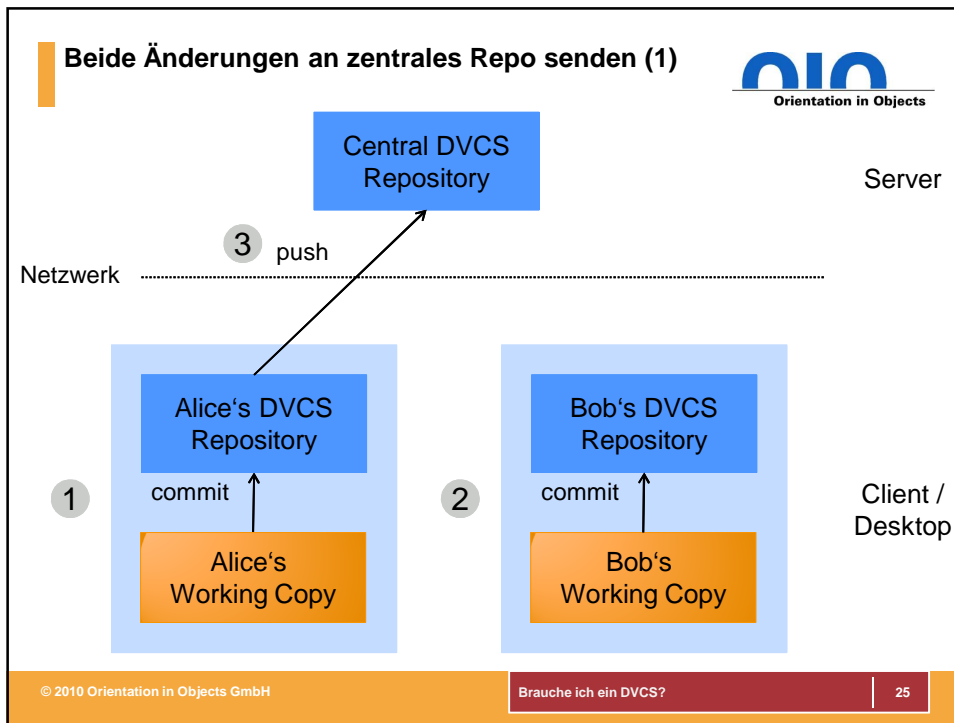 Beide Änderungen an zentrales Repo senden (1)
OIO
Orientation in Objects
Central DVCS
Repository
Server
3 push
Netzwerk
Alice‘s DVCS
Repository
Bob‘s DVCS
Repository
1 commit
2 commit
Client /
Desktop
Alice‘s
Working Copy
Bob‘s
Working Copy
© 2010 Orientation in Objects GmbH
Brauche ich ein DVCS?
25